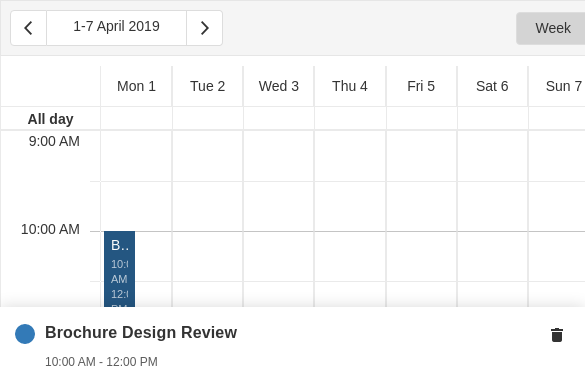 1-7 April 2019
Week
Mon 1 Tue 2 Wed 3 Thu 4 Fri 5 Sat 6 Sun 7
All day
9:00 AM
10:00 AM
B..
AM
Brochure Design Review
10:00 AM - 12:00 PM